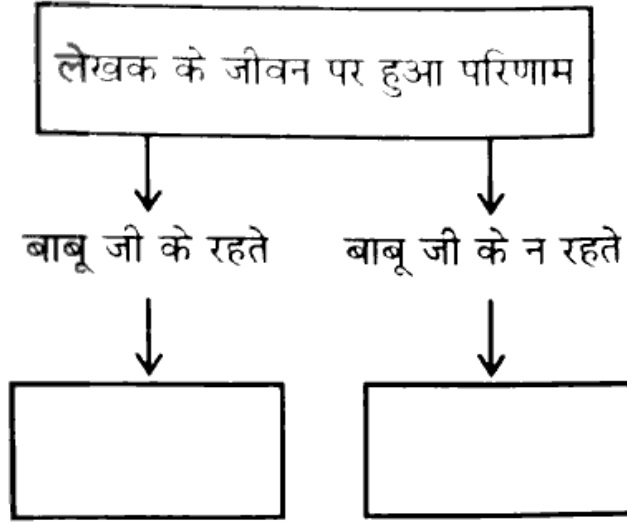 लेखक के जीवन पर हुआ परिणाम
बाबू जी के रहते
बाबू जी के न रहते